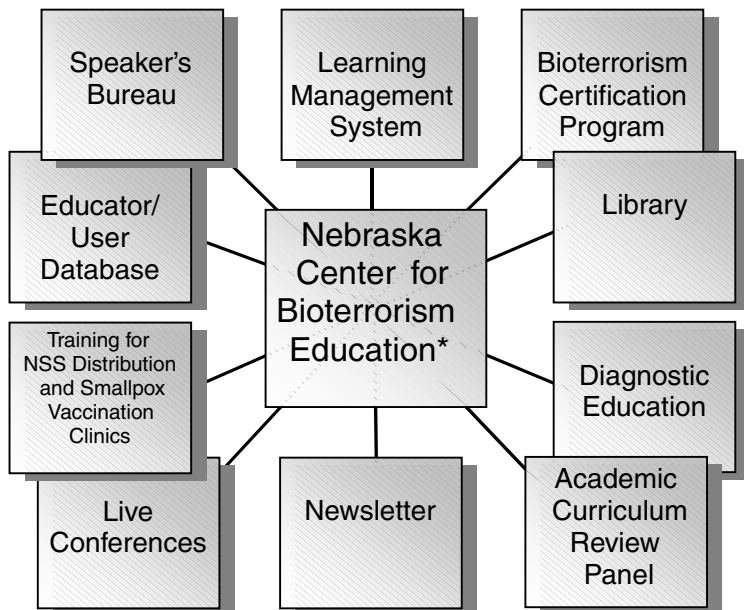 Speaker's
Bureau
Learning
Management
System
Bioterrorism
Certification
Program
Educator/
User
Database
Nebraska
Center for
Bioterrorism
Education*
Library
Training for
NSS Distribution
and Smallpox
Vaccination
Clinics
Diagnostic
Education
Live
Conferences
Newsletter
Academic
Curriculum
Review
Panel